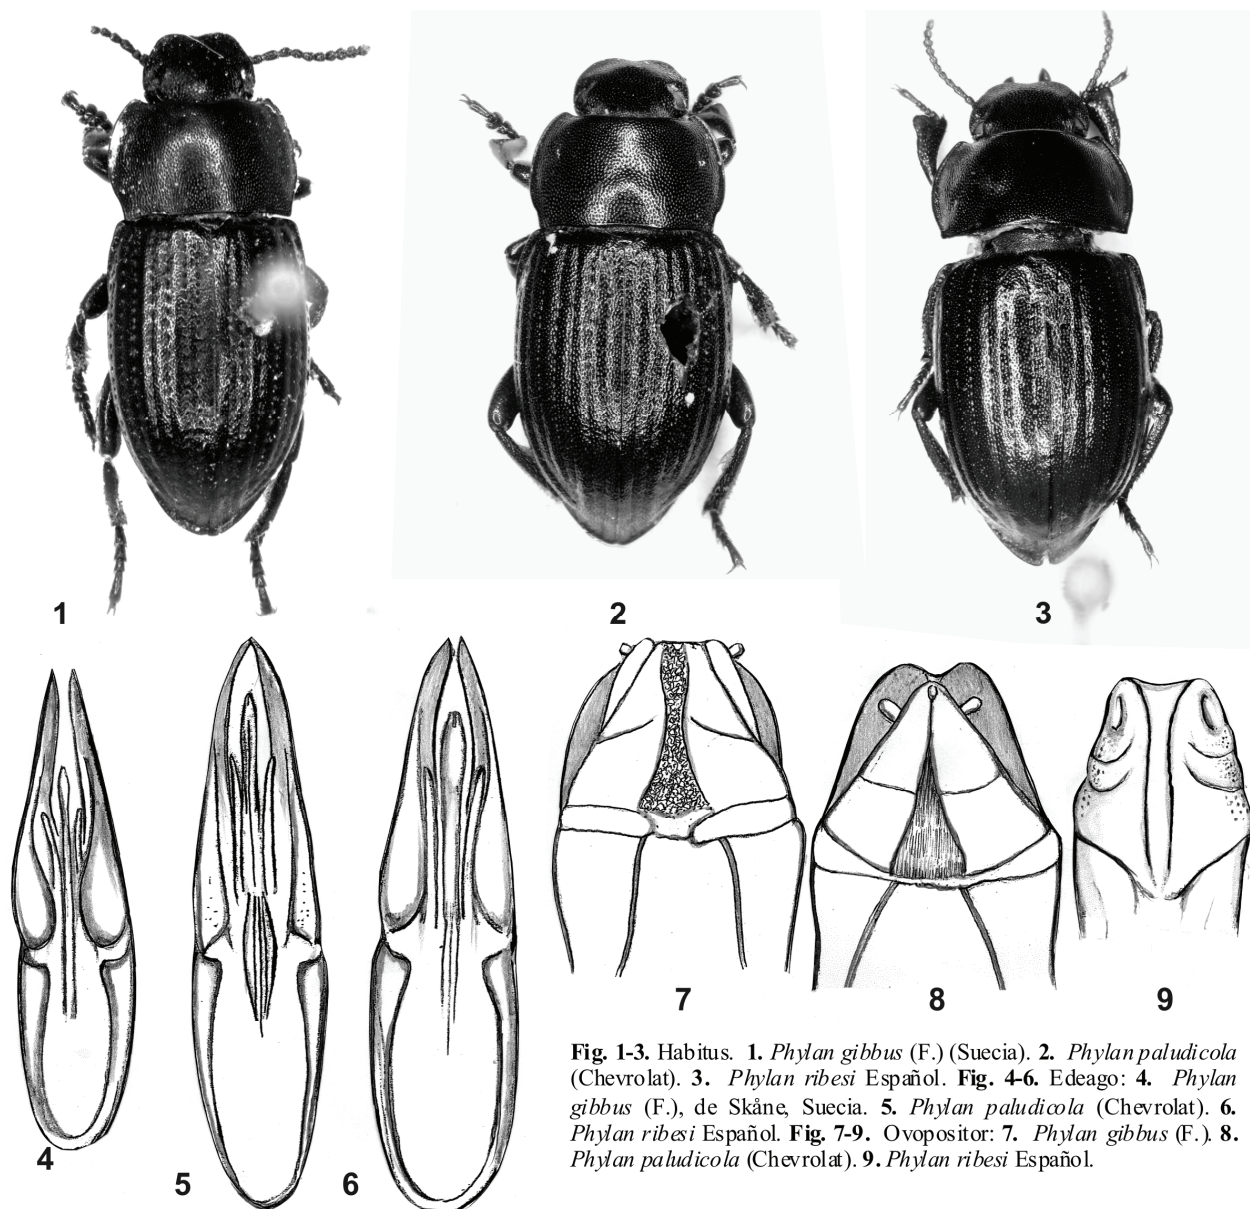 1
2
3
4
5
6
7
8
9
Fig. 1-3. Habitus. 1. Phylan gibbus (F.) (Suecia). 2. Phylan paludicola
(Chevrolat). 3. Phylan ribesi Español. Fig. 4-6. Edeago: 4. Phylan
gibbus (F.), de Skåne, Suecia. 5. Phylan paludicola (Chevrolat). 6.
Phylan ribesi Español. Fig. 7-9. Ovopositor: 7. Phylan gibbus (F.). 8.
Phylan paludicola (Chevrolat). 9. Phylan ribesi Español.